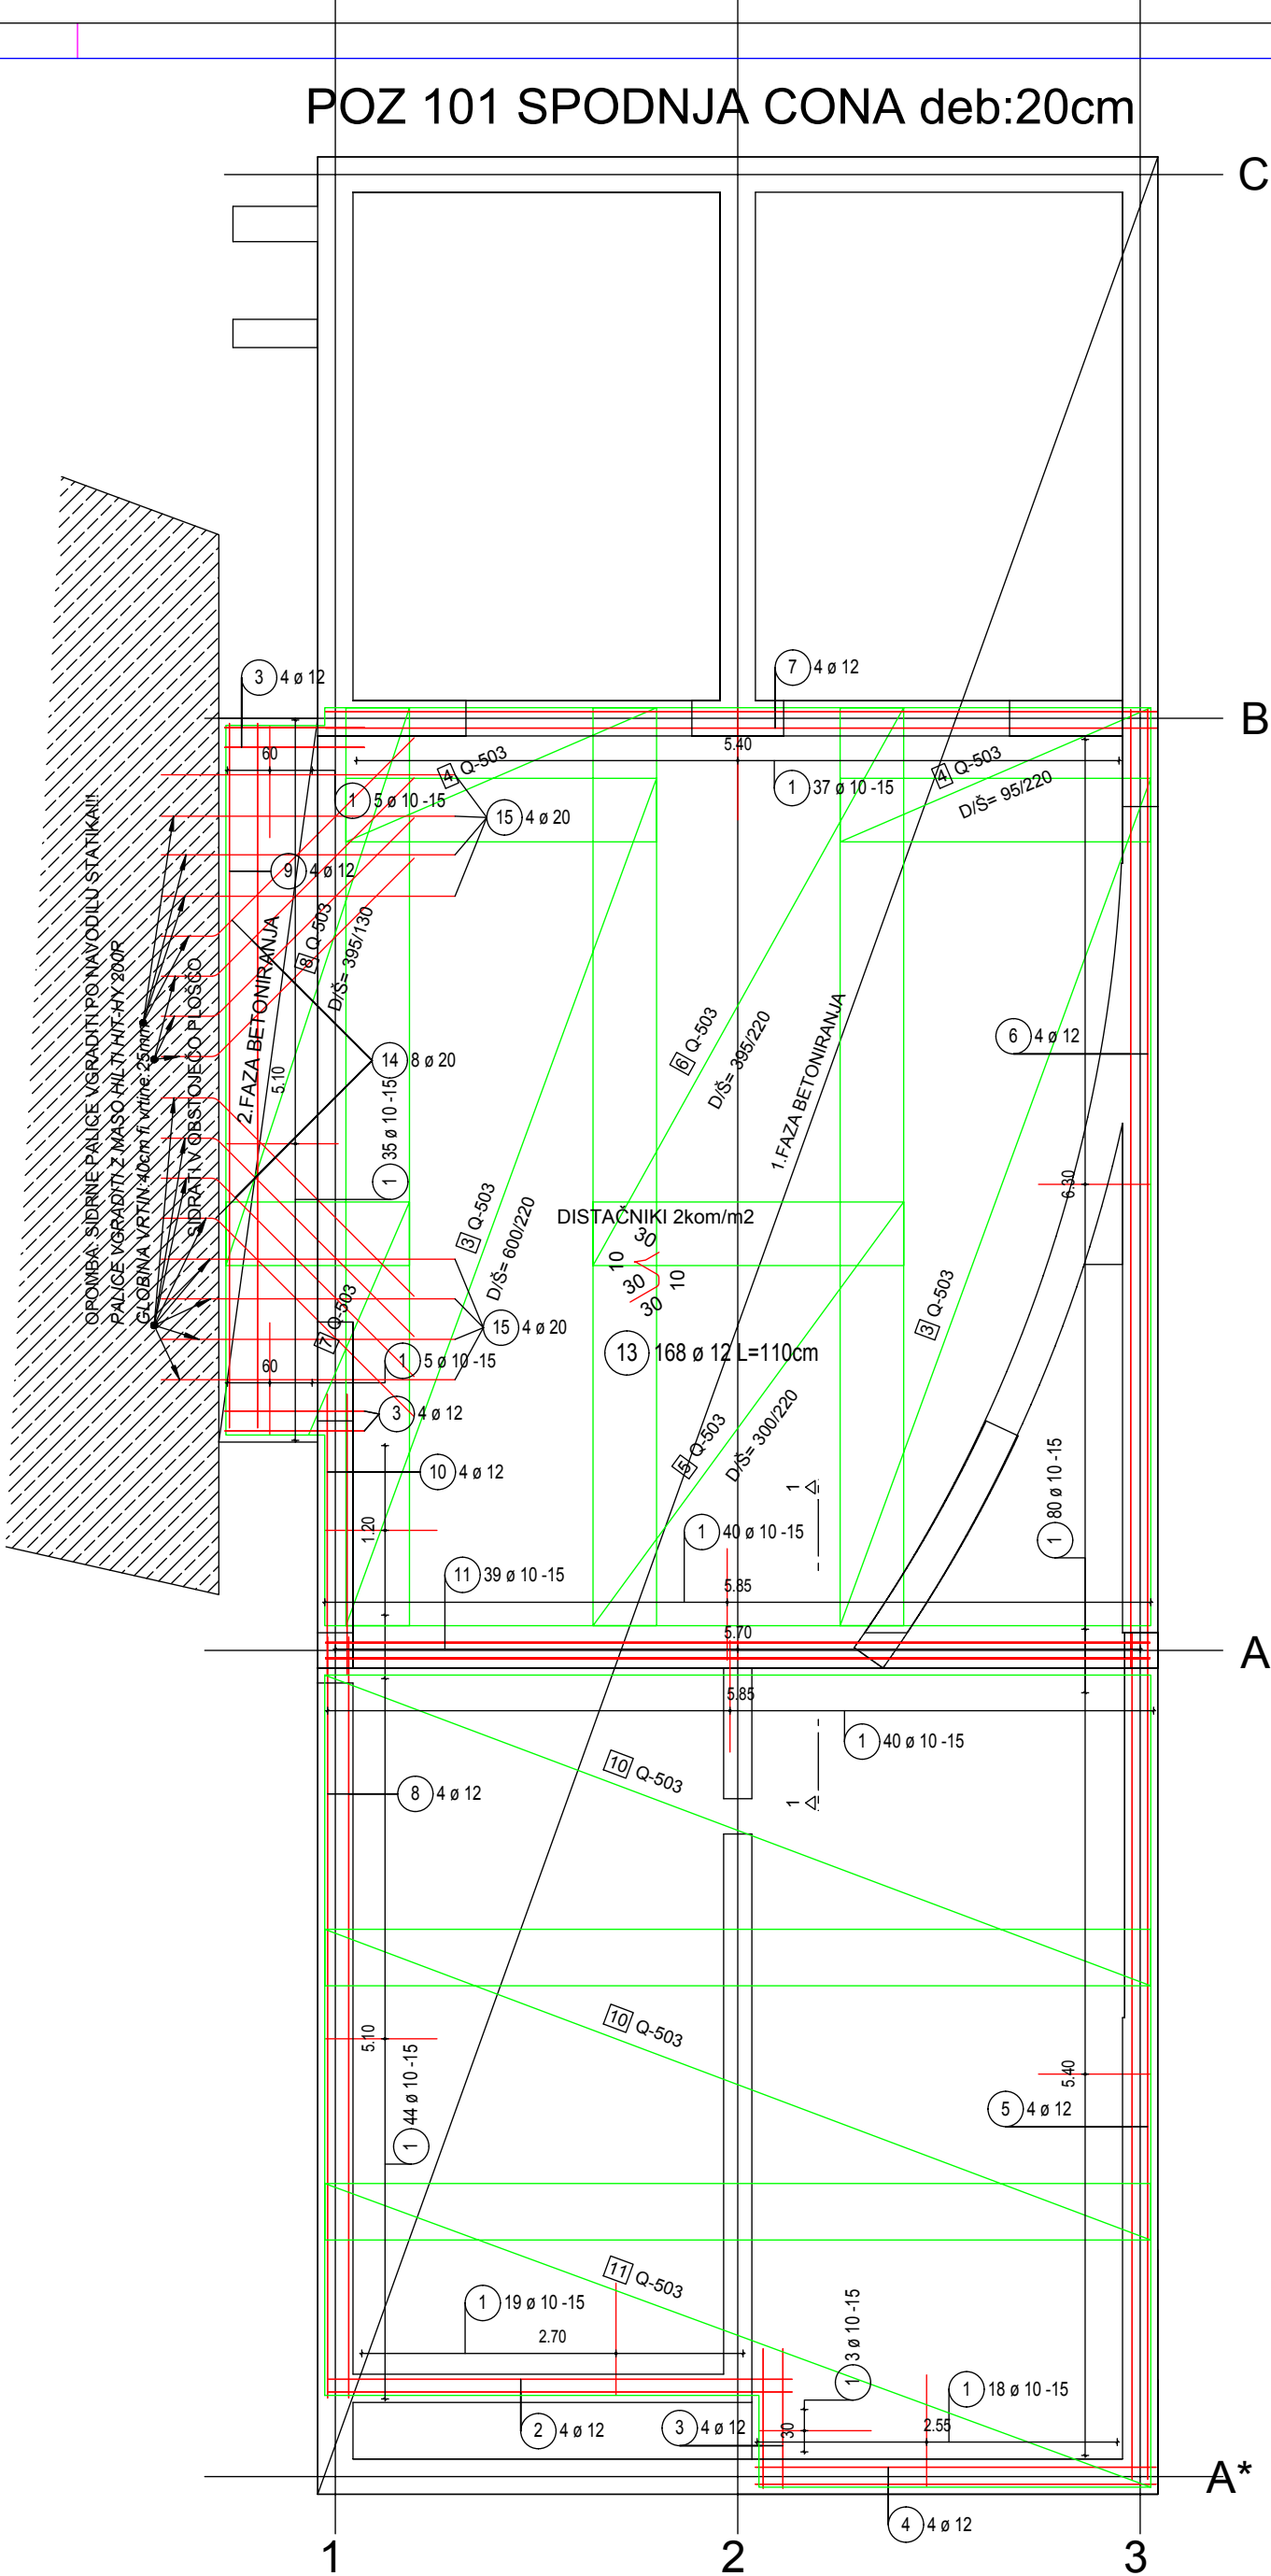 POZ 101 SPODNJA CONA deb:20cm
C
7 4 ø 12
3 4 ø 12
B
60
5.40
4 Q-503
4 Q-503
D/Š= 95/220
1 5 ø 10 -15
1 37 ø 10 -15
15 4 ø 20
9 4 ø 12
8 Q-503
D/Š= 395/130
2.FAZA BETONIRANJA
5.10
OPOMBA: SIDRNE PALICE VGRADITI PO NAVODILU STATIKA!!!
PALICE VGRADITI Z MASO HILTI HIT-HY 200R
GLOBINA VRTIN:40cm fi vrtine:25mm
SIDRATI V OBSTOJEČO PLOŠČO
14 8 ø 20
1 35 ø 10 -15
6 Q-503
D/Š= 395/220
1.FAZA BETONIRANJA
6 4 ø 12
6.30
3 Q-503
D/Š= 600/220
DISTAČNIKI 2kom/m2
30
10
30
10
30
13 168 ø 12 L=110cm
3 Q-503
7 Q-503
15 4 ø 20
1 5 ø 10 -15
60
3 4 ø 12
10 4 ø 12
5 Q-503
D/Š= 300/220
1
1.20
1 40 ø 10 -15
1 80 ø 10 -15
11 39 ø 10 -15
5.85
5.70
A
5.85
1 40 ø 10 -15
10 Q-503
8 4 ø 12
1
10 Q-503
5.10
5.40
1 44 ø 10 -15
5 4 ø 12
11 Q-503
1 19 ø 10 -15
2.70
1 3 ø 10 -15
1 18 ø 10 -15
2 4 ø 12
3 4 ø 12
30
2.55
A*
4 4 ø 12
1
2
3